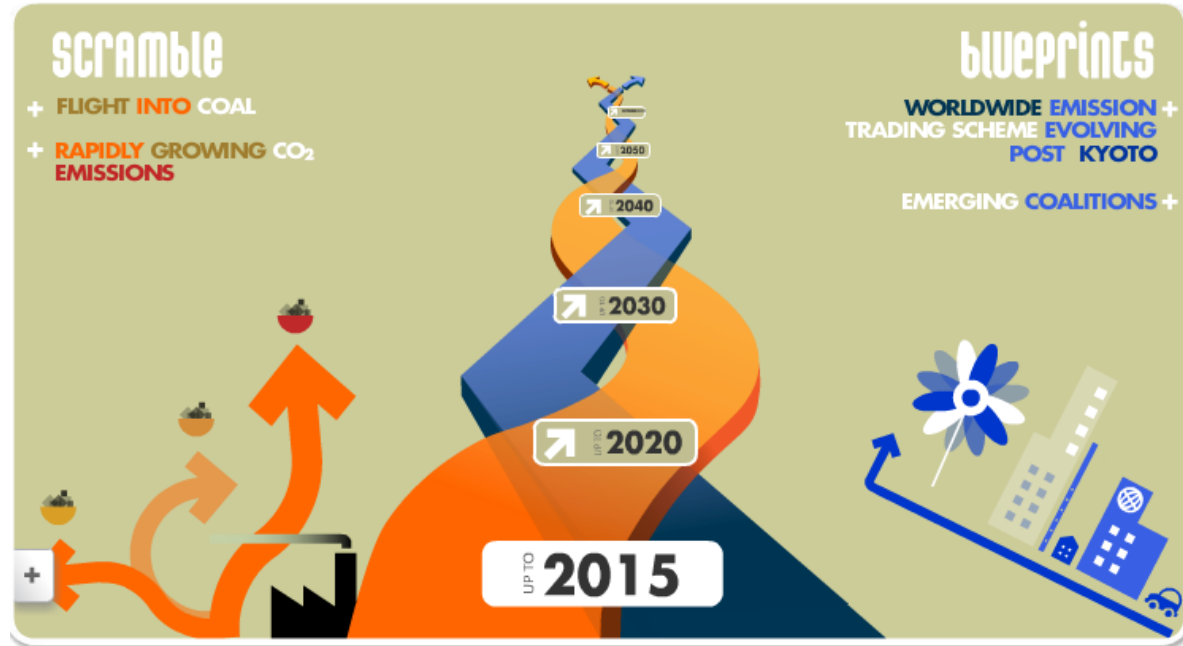 scramble
+ FLIGHT INTO COAL
+ RAPIDLY GROWING CO₂
EMISSIONS
blueprints
WORLDWIDE EMISSION +
TRADING SCHEME EVOLVING
POST KYOTO
EMERGING COALITIONS +
2050
UP TO 2040
UP TO 2030
UP TO 2020
UP TO 2015
+